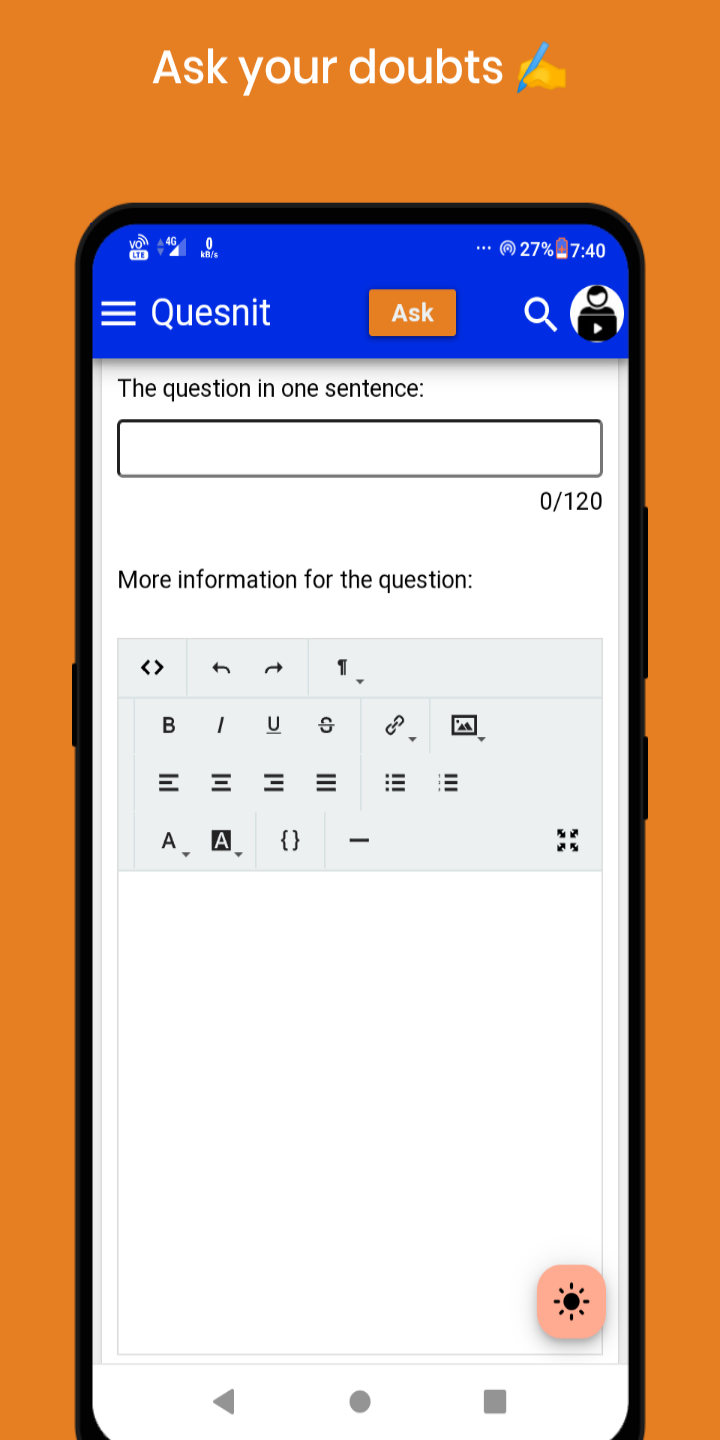 Ask your doubts ✍
VO LTE 4G 0 kB/s ... 27% 7:40
Quesnit Ask
The question in one sentence:
0/120
More information for the question:
<> ¶
B I U S
A A {} —